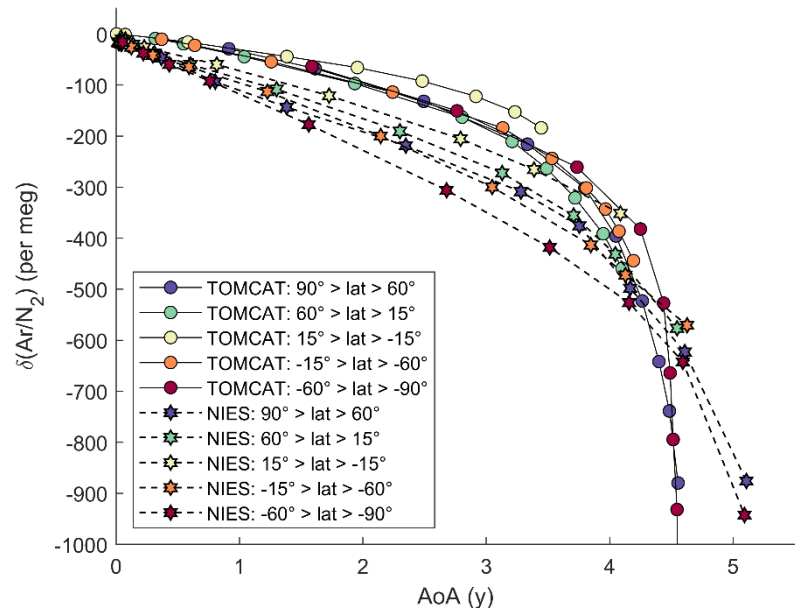 0
-100
-200
-300
-400
-500
-600
-700
-800
-900
-1000
δ(Ar/N₂) (per meg)
TOMCAT: 90° > lat > 60°
TOMCAT: 60° > lat > 15°
TOMCAT: 15° > lat > -15°
TOMCAT: -15° > lat > -60°
TOMCAT: -60° > lat > -90°
NIES: 90° > lat > 60°
NIES: 60° > lat > 15°
NIES: 15° > lat > -15°
NIES: -15° > lat > -60°
NIES: -60° > lat > -90°
0 1 2 3 4 5
AoA (y)